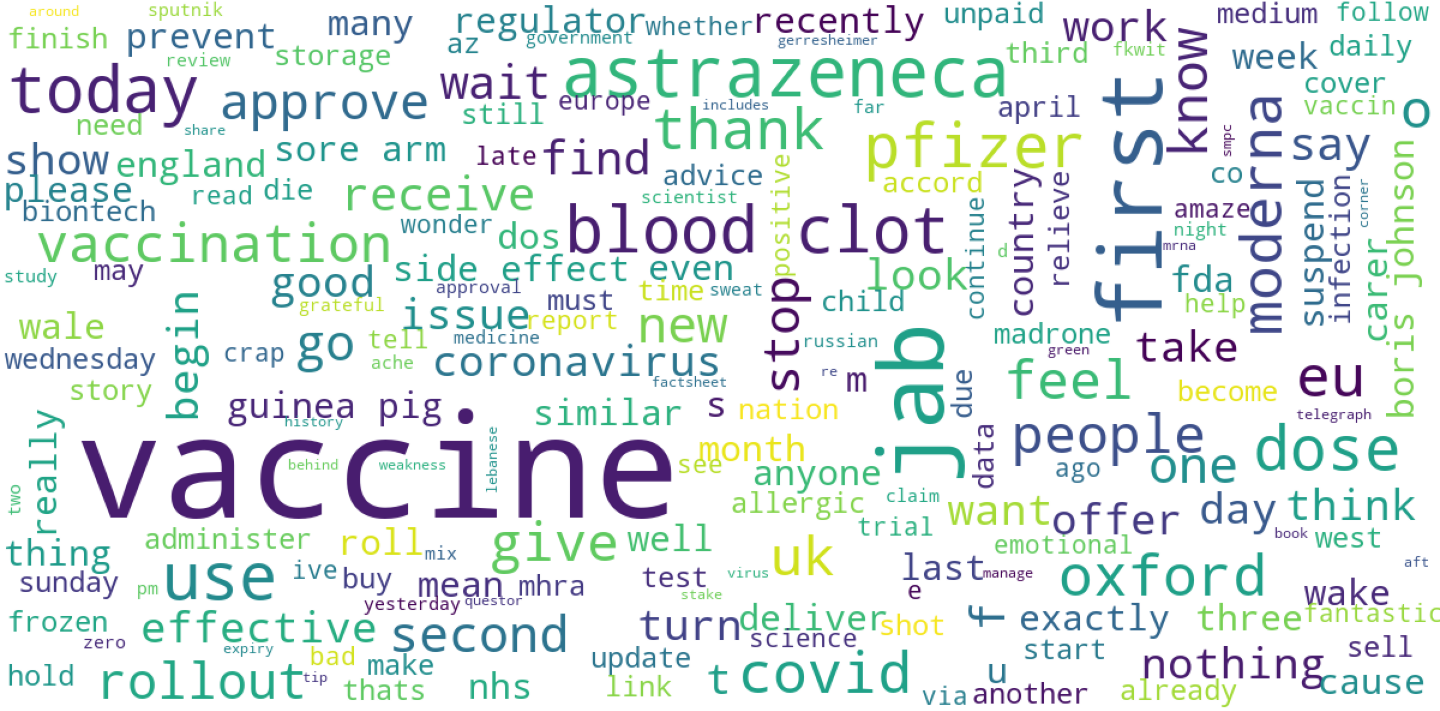 around
sputnik
finish
prevent
many
regulator
whether
recently
unpaid
work
medium
follow
review
storage
az
government
gerresheimer
third
fkwit
know
week
daily
today
approve
wait
astrazeneca
europe
includes
far
april
first
moderna
cover
vaccin
o
need
share
still
thank
pfizer
smpc
say
show
england
sore arm
late
find
advice
positive
accord
country
relieve
co
suspend
infection
corner
boris johnson
please
read
die
receive
scientist
continue
amaze
biontech
wonder
dos
blood clot
d
night
mrna
carer
vaccination
study
may
good
side effect even
look
fda
help
approval
must
time
sweat
stop
child
grateful
issue
report
new
wale
begin
go
tell
medicine
russian
jab
madrone
take
wednesday
crap
ache
coronavirus
factsheet
re
m
green
feel
eu
story
guinea pig
similar
s
nation
due
become
telegraph
really
history
vaccine
lebanese
month
people
dose
behind
weakness
see
anyone
data
ago
one
two
allergic
claim
want
offer
day
think
trial
book
west
thing
administer
roll
mix
give
well
uk
emotional
aft
sunday
pm
use
ive
buy
mean
mhra
test
virus
last
manage
oxford
wake
yesterday
questor
stake
e
frozen
zero
effective
second
turn
deliver
science
shot
f
exactly
three
fantastic
expiry
bad
tip
make
update
start
sell
hold
rollout
thats
nhs
link
t
covid
via
u
another
nothing
already
cause